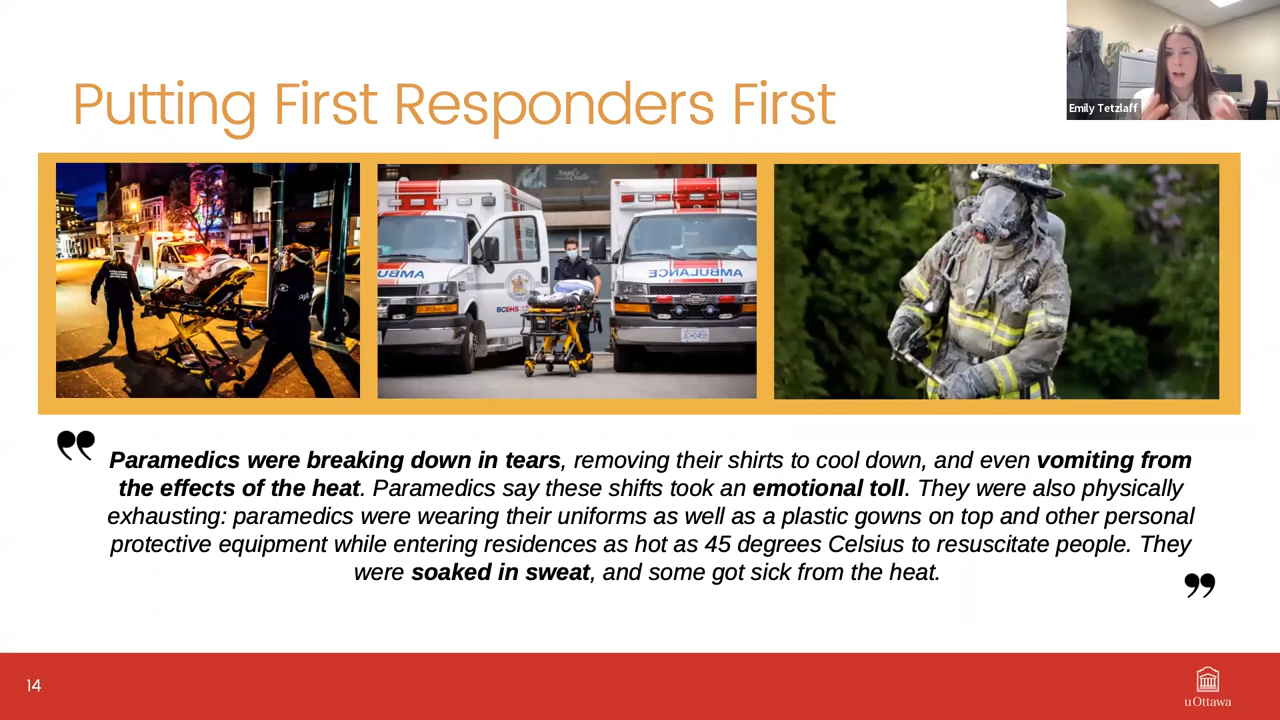 Putting First Responders First
Emily Tetzlaff
AMBULANCE
BCEHS
❞ Paramedics were breaking down in tears, removing their shirts to cool down, and even vomiting from
the effects of the heat. Paramedics say these shifts took an emotional toll. They were also physically
exhausting: paramedics were wearing their uniforms as well as a plastic gowns on top and other personal
protective equipment while entering residences as hot as 45 degrees Celsius to resuscitate people. They
were soaked in sweat, and some got sick from the heat. ❞
14
uOttawa